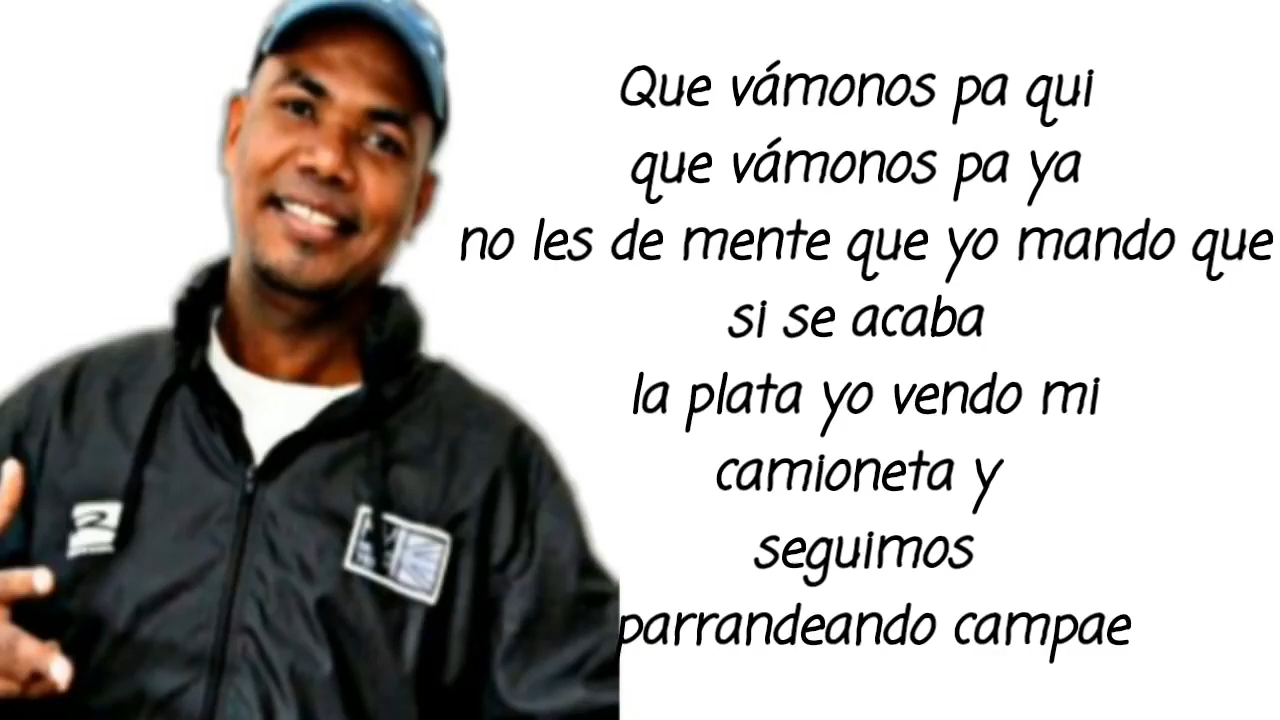 Que vámonos pa qui
que vámonos pa ya
no les de mente que yo mando que
si se acaba
la plata yo vendo mi
camioneta y
seguimos
parrandeando campae